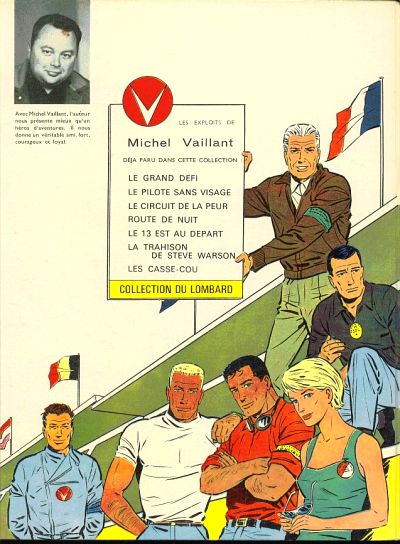 Avec Michel Vaillant, l'auteur
nous présente mieux qu'un
héros d'aventures. Il nous
donne un véritable ami, fort,
courageux et loyal.
LES EXPLOITS DE
Michel Vaillant
DÉJA PARU DANS CETTE COLLECTION
LE GRAND DEFI
LE PILOTE SANS VISAGE
LE CIRCUIT DE LA PEUR
ROUTE DE NUIT
LE 13 EST AU DEPART
LA TRAHISON
DE STEVE WARSON
LES CASSE-COU
COLLECTION DU LOMBARD